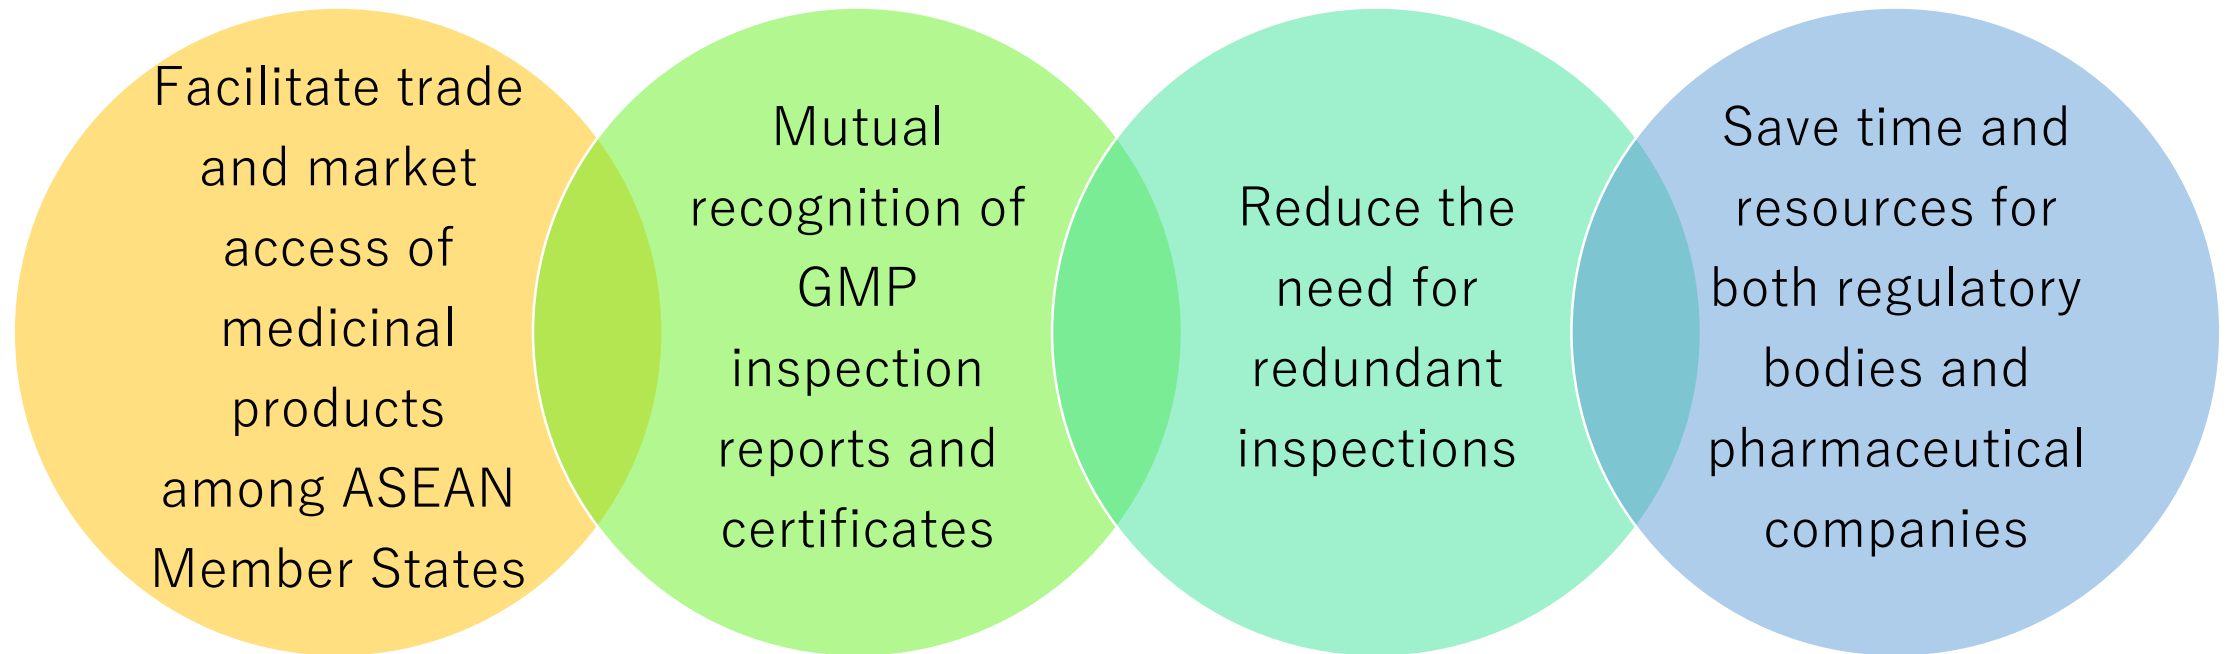 Facilitate trade
and market
access of
medicinal
products
among ASEAN
Member States
Mutual
recognition of
GMP
inspection
reports and
certificates
Reduce the
need for
redundant
inspections
Save time and
resources for
both regulatory
bodies and
pharmaceutical
companies